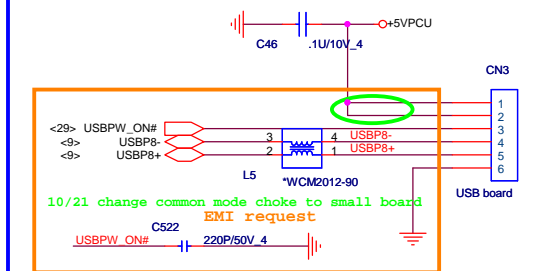 +5VPCU
C46
.1U/10V_4
CN3
1
2
<29> USBPW_ON#
3
<9> USBP8-
3
4
USBP8-
4
<9> USBP8+
2
1
USBP8+
5
6
L5
*WCM2012-90
USB board
10/21 change common mode choke to small board
EMI request
C522
USBPW_ON#
220P/50V_4